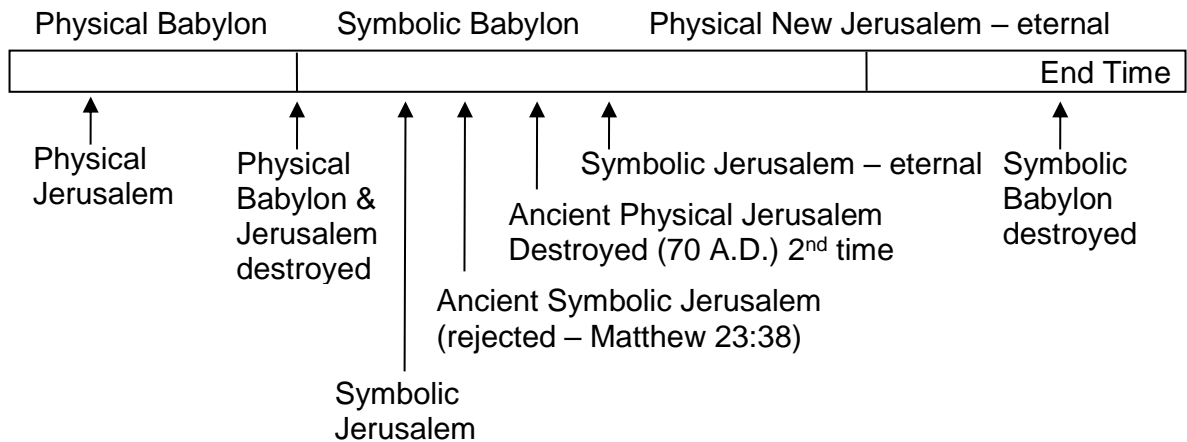 Physical Babylon
Symbolic Babylon
Physical New Jerusalem – eternal
End Time
Physical
Jerusalem
Physical
Babylon &
Jerusalem
destroyed
Symbolic Jerusalem – eternal
Symbolic
Babylon
destroyed
Ancient Physical Jerusalem
Destroyed (70 A.D.) 2nd time
Ancient Symbolic Jerusalem
(rejected – Matthew 23:38)
Symbolic
Jerusalem